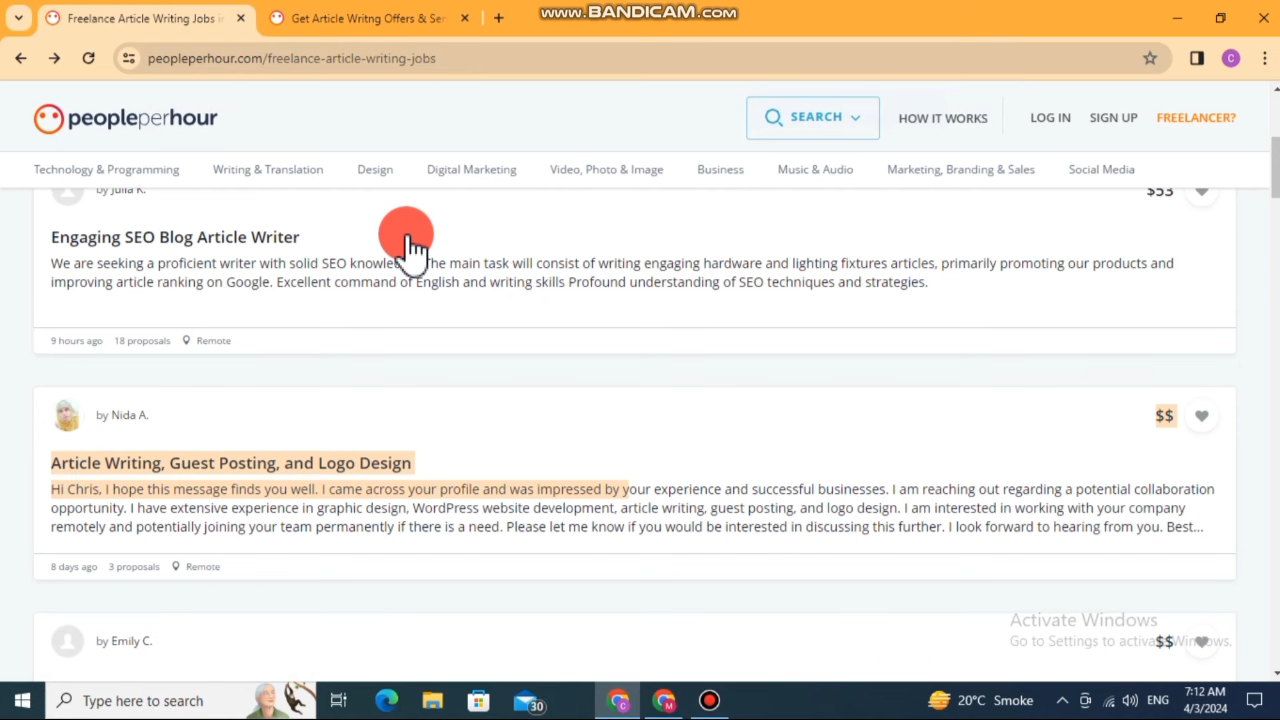 www.BANDICAM.com
Freelance Article Writing Jobs in
Get Article Writng Offers & Ser
peopleperhour.com/freelance-article-writing-jobs
C
peopleperhour
SEARCH
HOW IT WORKS
LOG IN
SIGN UP
FREELANCER?
Technology & Programming
Writing & Translation
Design
Digital Marketing
Video, Photo & Image
Business
Music & Audio
Marketing, Branding & Sales
Social Media
by Julia K.
$53
Engaging SEO Blog Article Writer
We are seeking a proficient writer with solid SEO The main task will consist of writing engaging hardware and lighting fixtures articles, primarily promoting our products and
improving article ranking on Google. Excellent command of English and writing skills Profound understanding of SEO techniques and strategies.
9 hours ago 18 proposals Remote
by Nida A.
$$
Article Writing, Guest Posting, and Logo Design
Hi Chris, I hope this message finds you well. I came across your profile and was impressed by your experience and successful businesses. I am reaching out regarding a potential collaboration
opportunity. I have extensive experience in graphic design, WordPress website development, article writing, guest posting, and logo design. I am interested in working with your company
remotely and potentially joining your team permanently if there is a need. Please let me know if you would be interested in discussing this further. I look forward to hearing from you. Best...
8 days ago 3 proposals Remote
by Emily C.
$$
Activate Windows
Go to Settings to activate Windows.
Type here to search
30
C
M
20°C Smoke
ENG
7:12 AM
4/3/2024